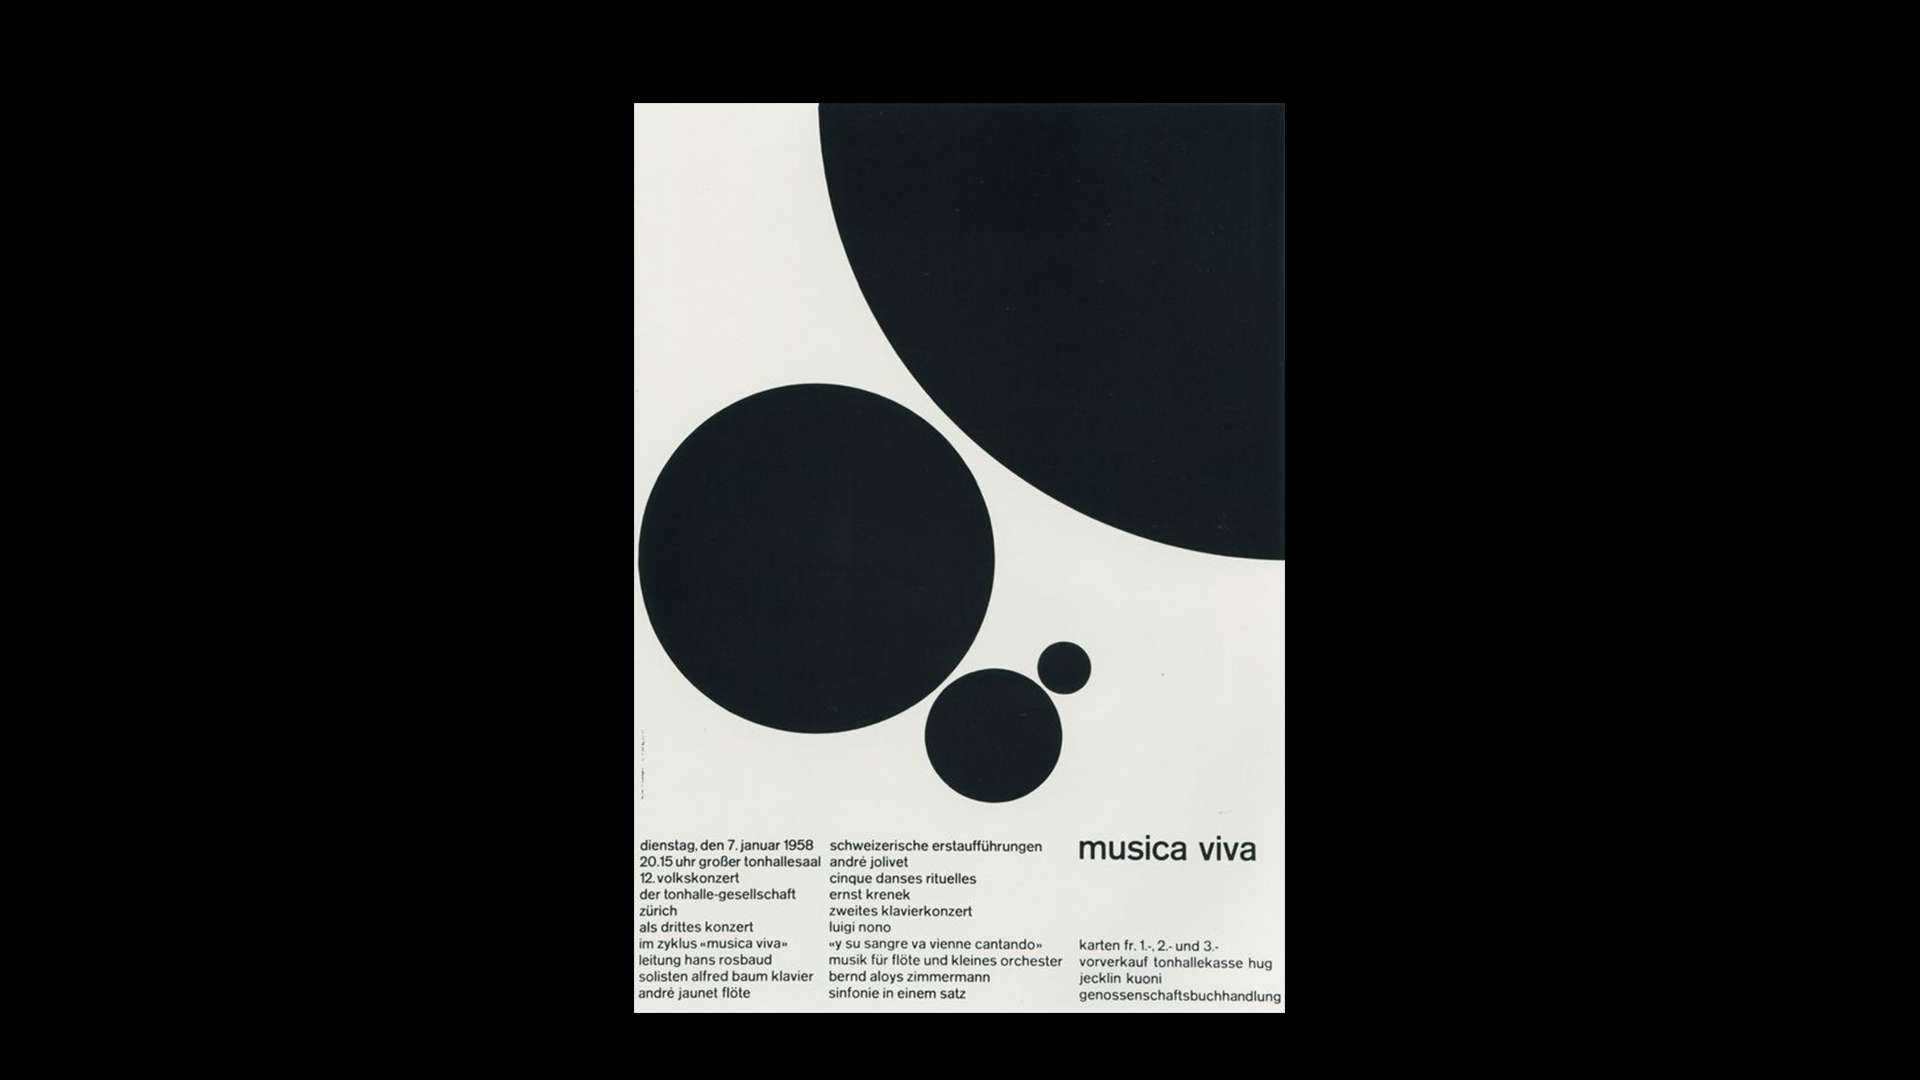 dienstag, den 7. januar 1958
20.15 uhr großer tonhallesaal
12. volkskonzert
der tonhalle-gesellschaft
zürich
als drittes konzert
im zyklus «musica viva»
leitung hans rosbaud
solisten alfred baum klavier
andré jaunet flöte
schweizerische erstaufführungen
andré jolivet
cinque danses rituelles
ernst krenek
zweites klavierkonzert
luigi nono
«y su sangre va vienne cantando»
musik für flöte und kleines orchester
bernd aloys zimmermann
sinfonie in einem satz
musica viva
karten fr. 1.-, 2.- und 3.-
vorverkauf tonhallekasse hug
jecklin kuoni
genossenschaftsbuchhandlung